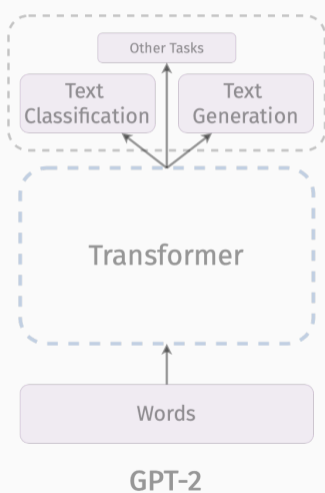 Other Tasks
Text
Classification
Text
Generation
Transformer
Words
GPT-2